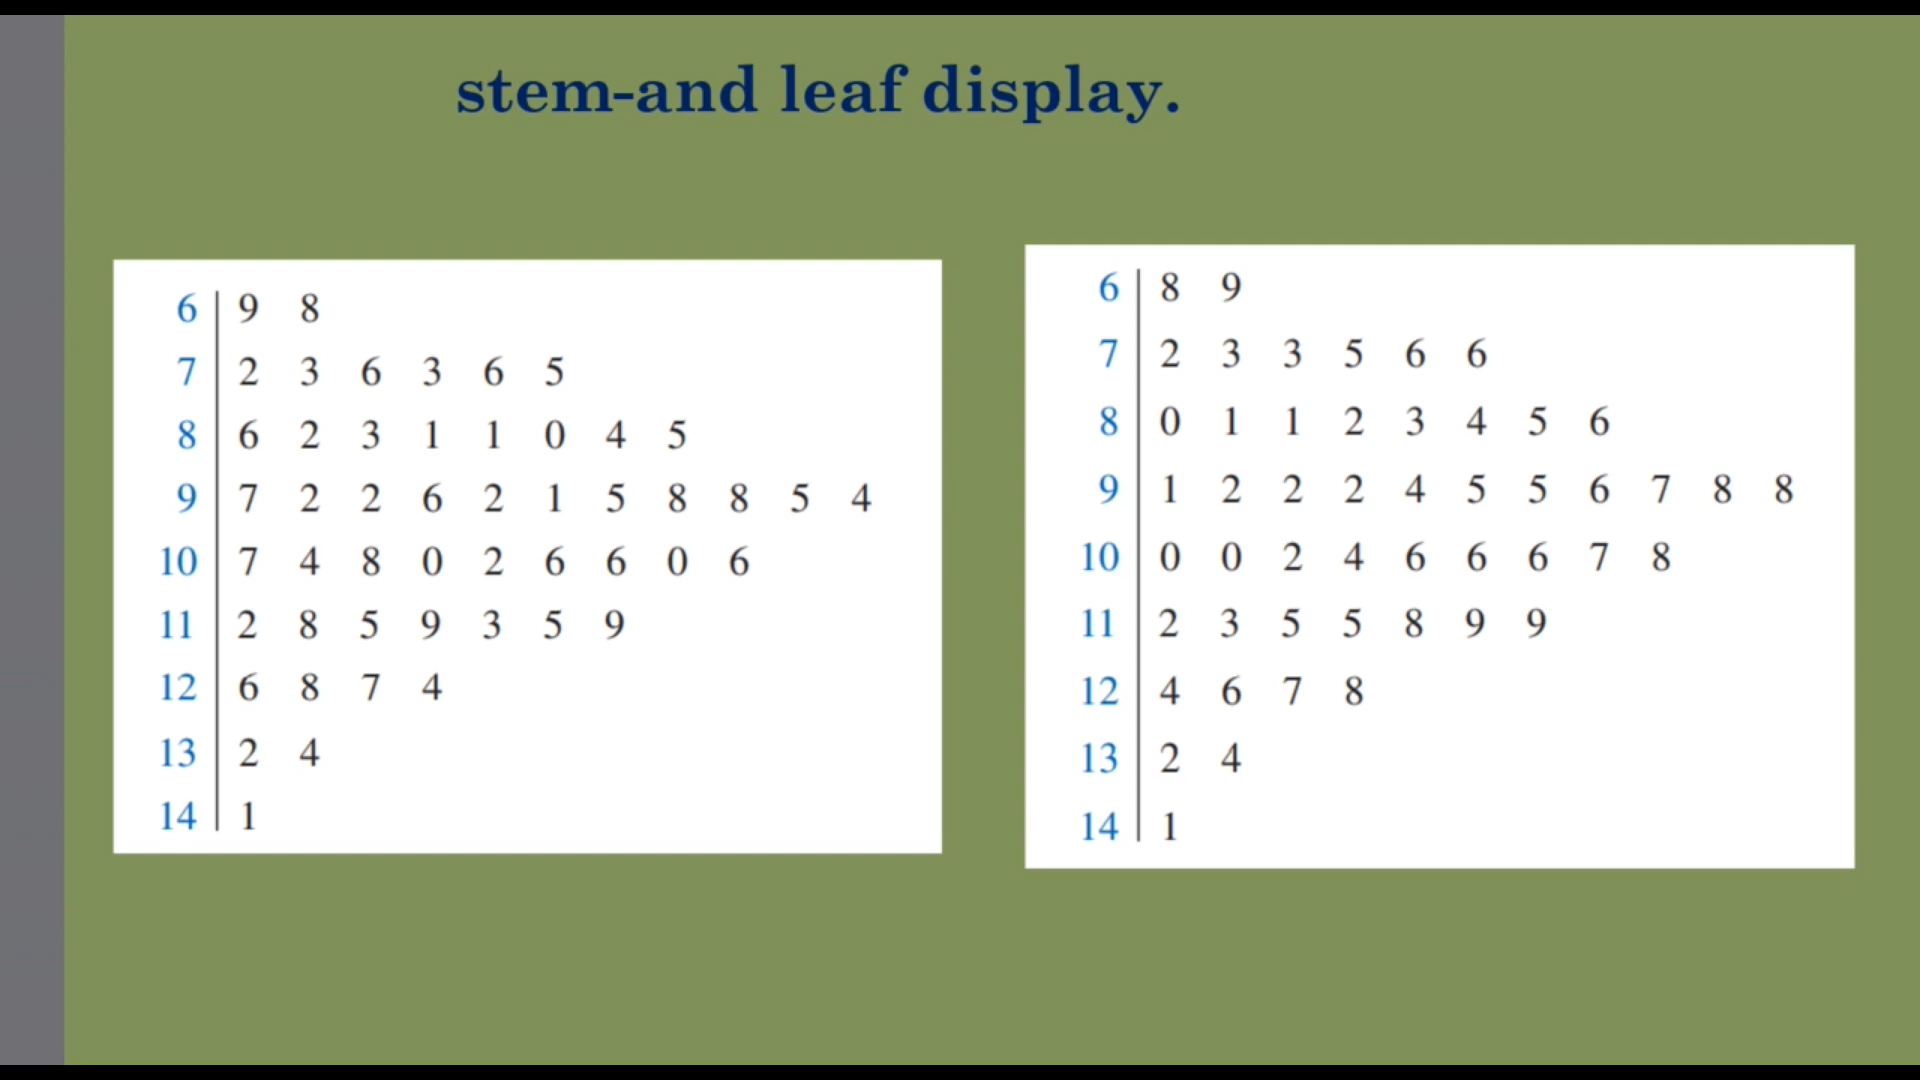 stem-and leaf display.
6 9 8
7 2 3 6 3 6 5
8 6 2 3 1 1 0 4 5
9 7 2 2 6 2 1 5 8 8 5 4
10 7 4 8 0 2 6 6 0 6
11 2 8 5 9 3 5 9
12 6 8 7 4
13 2 4
14 1
6 8 9
7 2 3 3 5 6 6
8 0 1 1 2 3 4 5 6
9 1 2 2 2 4 5 5 6 7 8 8
10 0 0 2 4 6 6 6 7 8
11 2 3 5 5 8 9 9
12 4 6 7 8
13 2 4
14 1